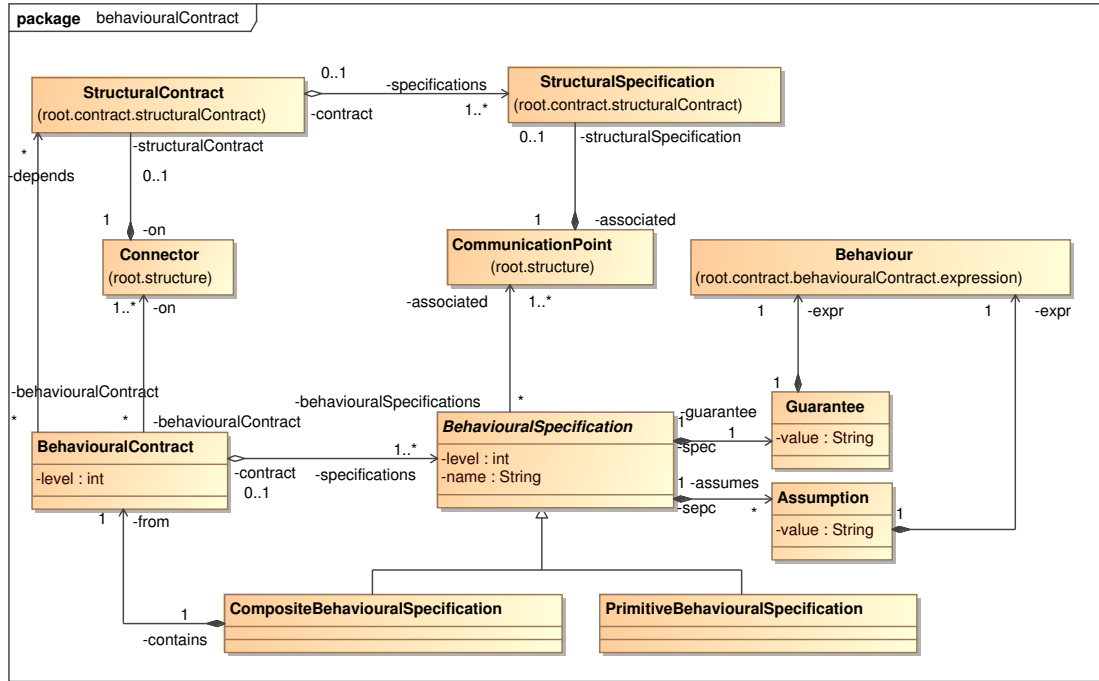 package behaviouralContract
StructuralContract
(root.contract.structuralContract)
0..1
-contract
-specifications
1..*
StructuralSpecification
(root.contract.structuralContract)
*
-depends
-structuralContract
0..1
0..1
-structuralSpecification
1
-on
1
-associated
Connector
(root.structure)
CommunicationPoint
(root.structure)
Behaviour
(root.contract.behaviouralContract.expression)
1..*
-on
-associated
1..*
1
-expr
1
-expr
-behaviouralContract
*
*
-behaviouralContract
-behaviouralSpecifications
*
1
BehaviouralContract
-level : int
-contract
0..1
1..*
-specifications
BehaviouralSpecification
-level : int
-name : String
-guarantee
1
1
-spec
Guarantee
-value : String
1
-assumes
-sepc
*
Assumption
-value : String
1
1
-from
1
-contains
CompositeBehaviouralSpecification
PrimitiveBehaviouralSpecification